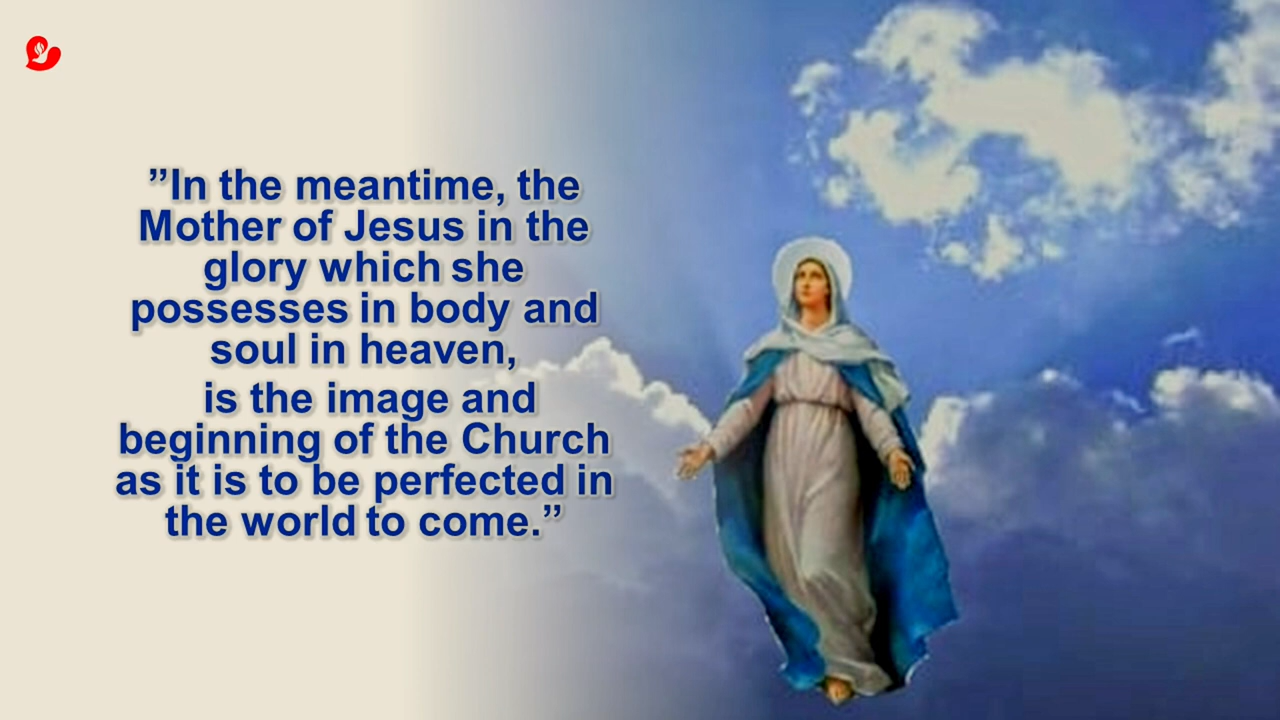 ”In the meantime, the
Mother of Jesus in the
glory which she
possesses in body and
soul in heaven,
is the image and
beginning of the Church
as it is to be perfected in
the world to come.”